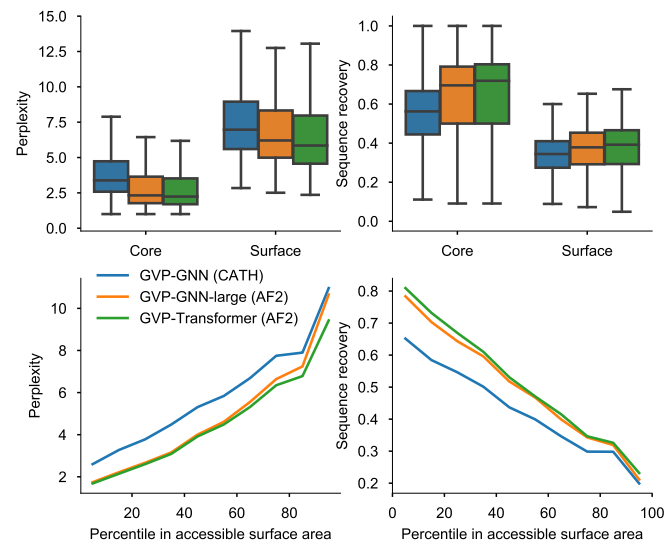 Perplexity
15.0
12.5
10.0
7.5
5.0
2.5
0.0
Core
Surface
Sequence recovery
1.0
0.8
0.6
0.4
0.2
0.0
Core
Surface
GVP-GNN (CATH)
GVP-GNN-large (AF2)
GVP-Transformer (AF2)
Perplexity
10
8
6
4
2
20
40
60
80
Percentile in accessible surface area
Sequence recovery
0.8
0.7
0.6
0.5
0.4
0.3
0.2
0
20
40
60
80
100
Percentile in accessible surface area